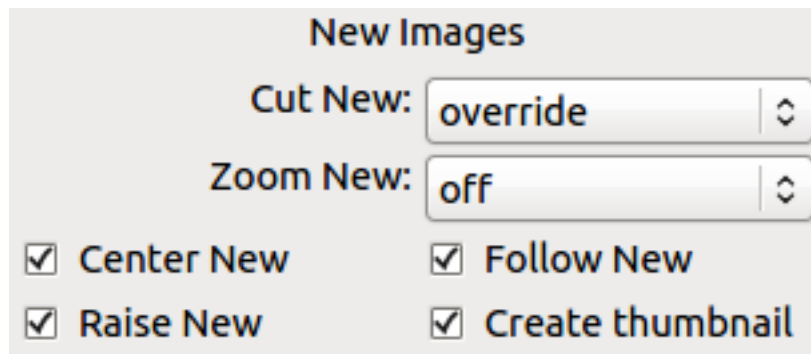 New Images
Cut New: override
Zoom New: off
Center New Follow New
Raise New Create thumbnail